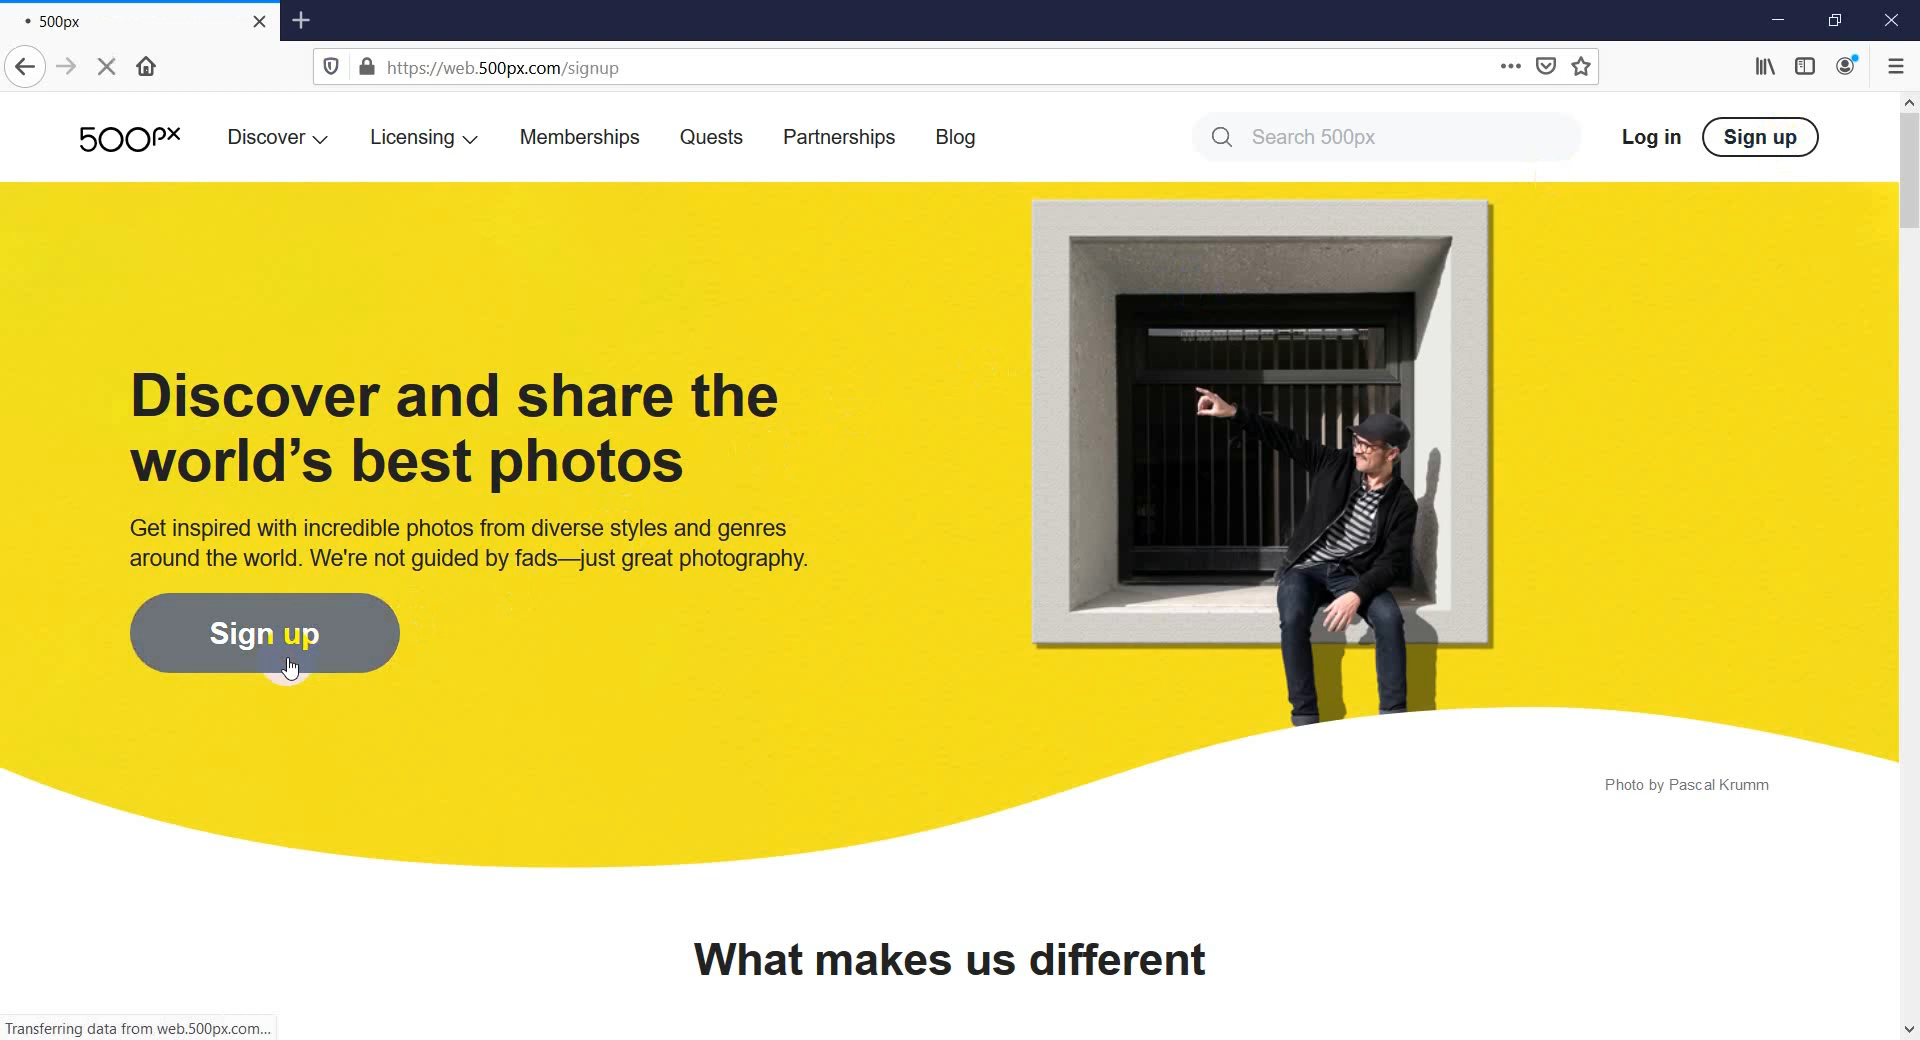 500px
https://web.500px.com/signup
500px
Discover
Licensing
Memberships
Quests
Partnerships
Blog
Search 500px
Log in
Sign up
Discover and share the
world’s best photos
Get inspired with incredible photos from diverse styles and genres
around the world. We're not guided by fads—just great photography.
Sign up
Photo by Pascal Krumm
What makes us different
Transferring data from web.500px.com...